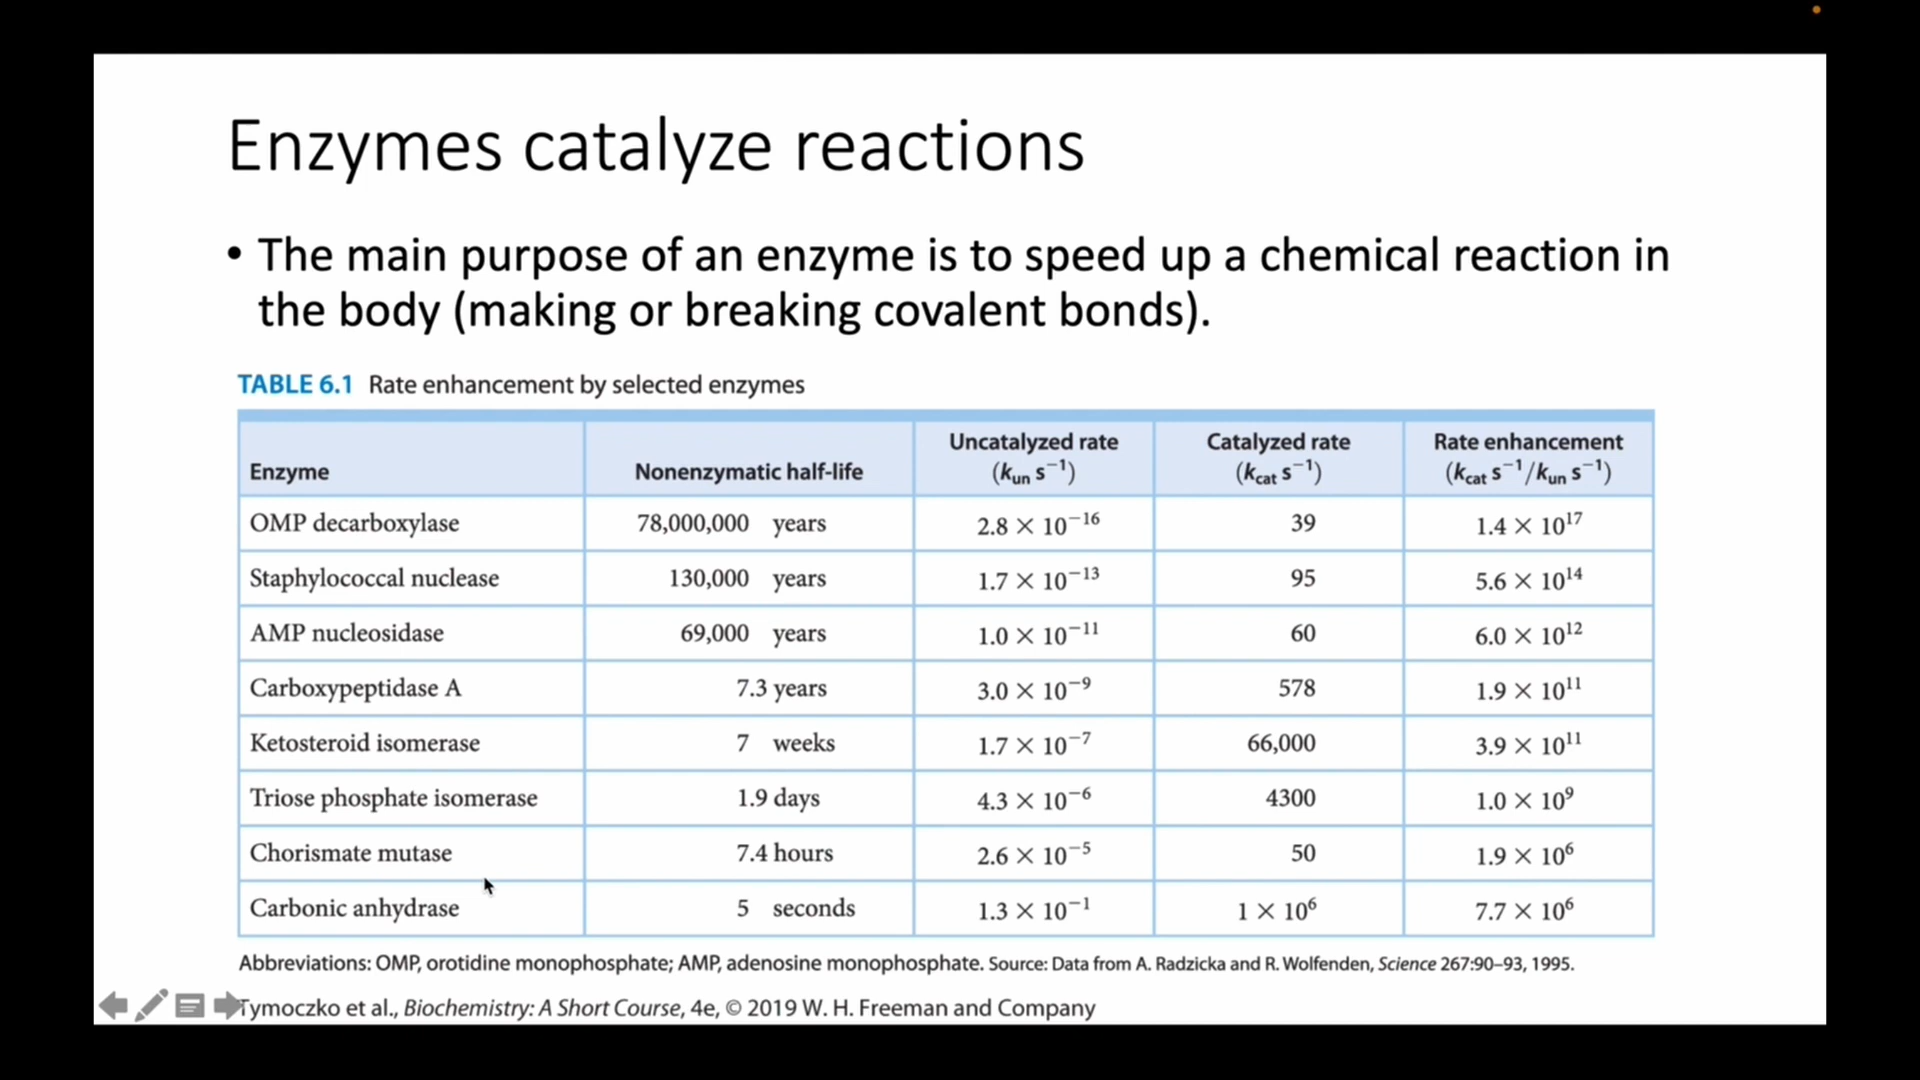 Enzymes catalyze reactions
• The main purpose of an enzyme is to speed up a chemical reaction in
the body (making or breaking covalent bonds).
TABLE 6.1 Rate enhancement by selected enzymes
Enzyme Nonenzymatic half-life Uncatalyzed rate (kun s⁻¹) Catalyzed rate (kcat s⁻¹) Rate enhancement (kcat s⁻¹/kun s⁻¹)
OMP decarboxylase 78,000,000 years 2.8 × 10⁻¹⁶ 39 1.4 × 10¹⁷
Staphylococcal nuclease 130,000 years 1.7 × 10⁻¹³ 95 5.6 × 10¹⁴
AMP nucleosidase 69,000 years 1.0 × 10⁻¹¹ 60 6.0 × 10¹²
Carboxypeptidase A 7.3 years 3.0 × 10⁻⁹ 578 1.9 × 10¹¹
Ketosteroid isomerase 7 weeks 1.7 × 10⁻⁷ 66,000 3.9 × 10¹¹
Triose phosphate isomerase 1.9 days 4.3 × 10⁻⁶ 4300 1.0 × 10⁹
Chorismate mutase 7.4 hours 2.6 × 10⁻⁵ 50 1.9 × 10⁶
Carbonic anhydrase 5 seconds 1.3 × 10⁻¹ 1 × 10⁶ 7.7 × 10⁶
Abbreviations: OMP, orotidine monophosphate; AMP, adenosine monophosphate. Source: Data from A. Radzicka and R. Wolfenden, Science 267:90–93, 1995.
Tymoczko et al., Biochemistry: A Short Course, 4e, © 2019 W. H. Freeman and Company